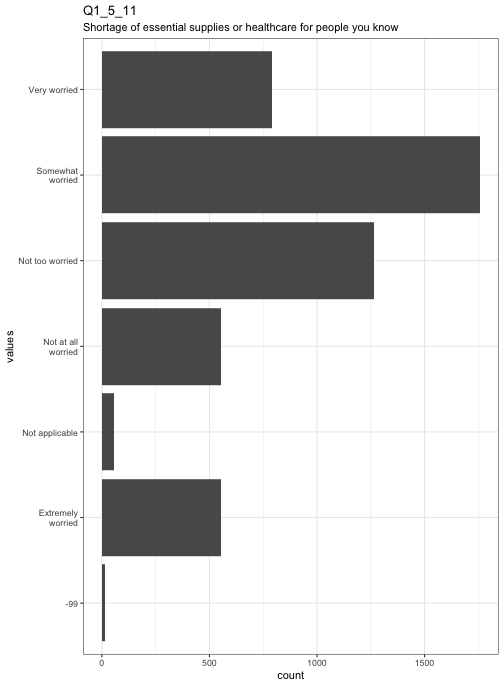 Q1_5_11
Shortage of essential supplies or healthcare for people you know
Very worried
Somewhat
worried
Not too worried
Not at all
worried
Not applicable
Extremely
worried
-99
values
0
500
1000
1500
count